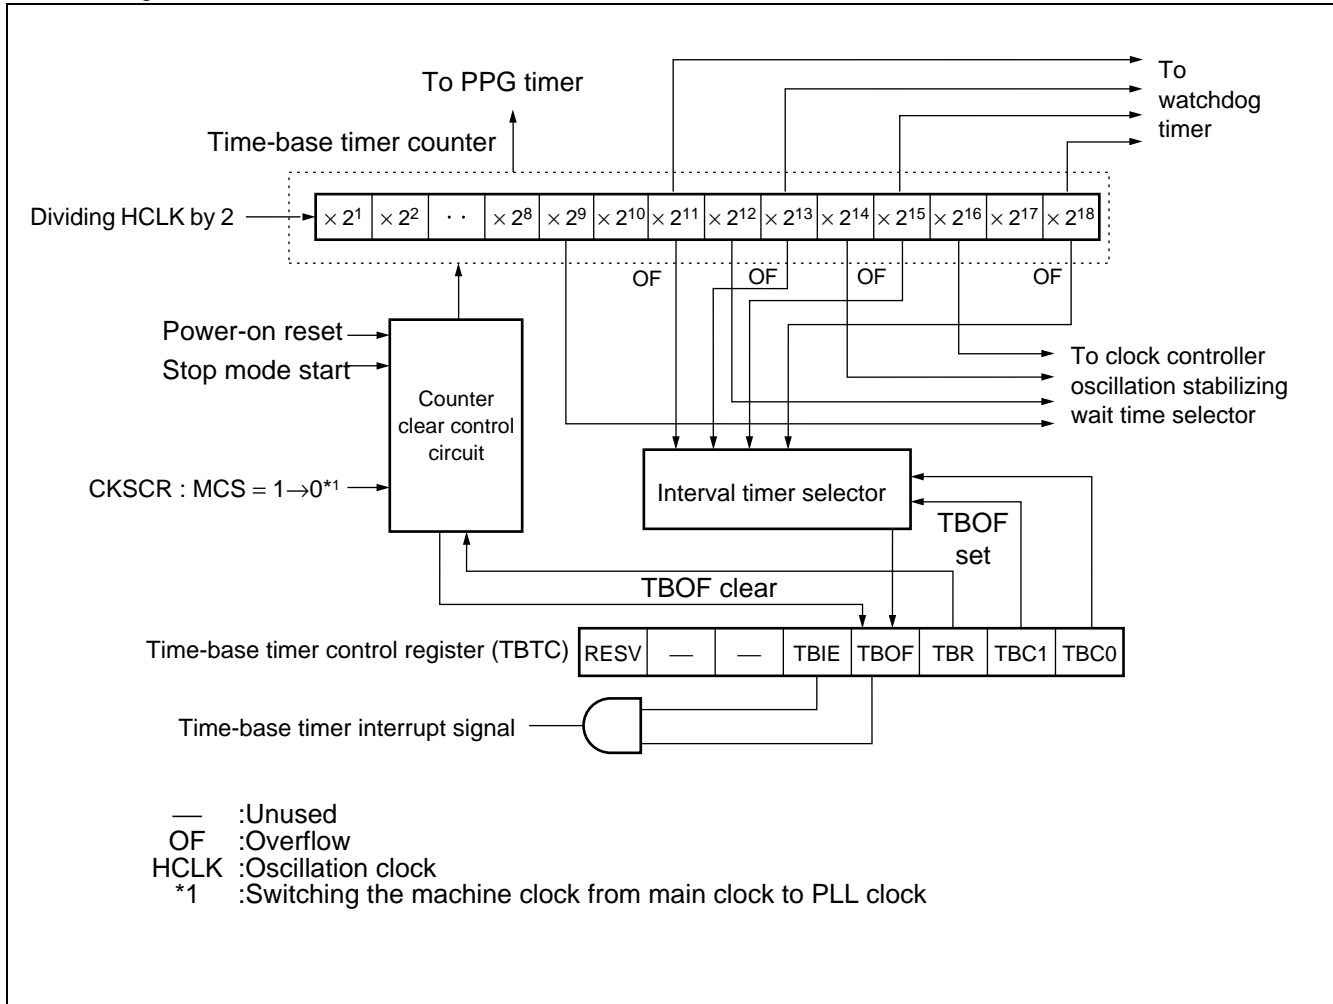 To PPG timer
To
watchdog
timer
Time-base timer counter
Dividing HCLK by 2
× 2¹ × 2² ·· × 2⁸ × 2⁹ × 2¹⁰ × 2¹¹ × 2¹² × 2¹³ × 2¹⁴ × 2¹⁵ × 2¹⁶ × 2¹⁷ × 2¹⁸
OF OF OF OF
Power-on reset
Stop mode start
Counter
clear control
circuit
To clock controller
oscillation stabilizing
wait time selector
CKSCR : MCS = 1→0*1
Interval timer selector
TBOF
set
TBOF clear
Time-base timer control register (TBTC)
RESV — — TBIE TBOF TBR TBC1 TBC0
Time-base timer interrupt signal
— :Unused
OF :Overflow
HCLK :Oscillation clock
*1 :Switching the machine clock from main clock to PLL clock